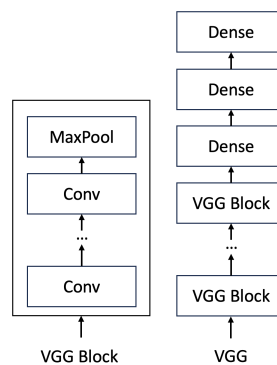 MaxPool
Conv
...
Conv
VGG Block
Dense
Dense
Dense
VGG Block
...
VGG Block
VGG